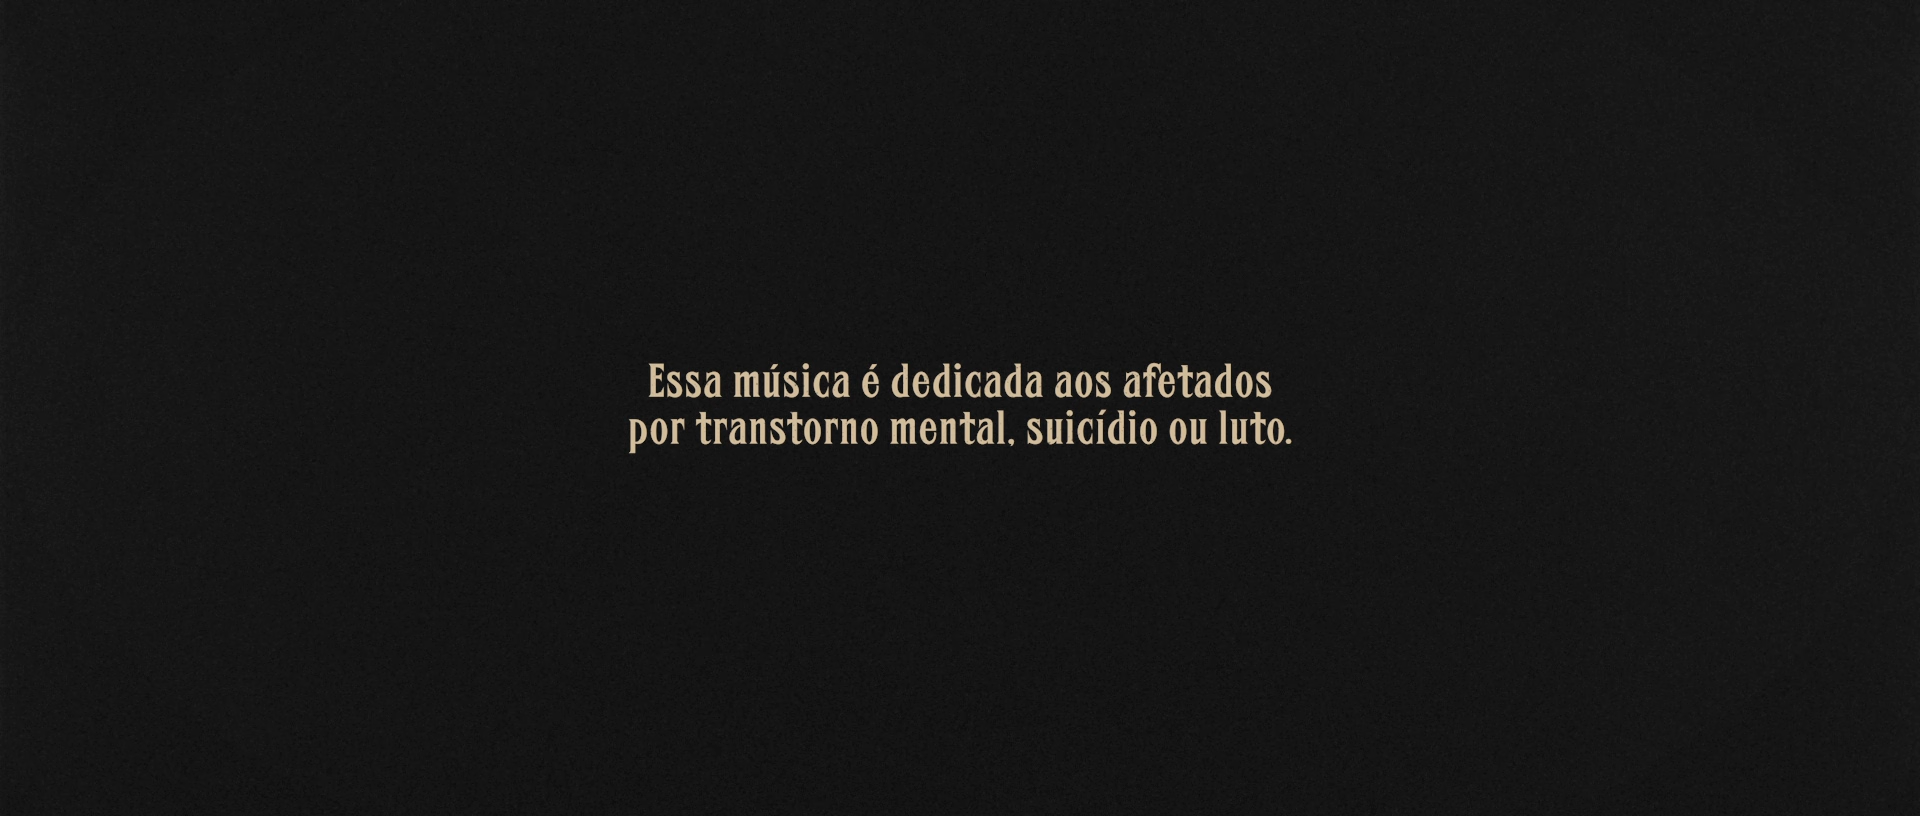 Essa música é dedicada aos afetados
por transtorno mental, suicídio ou luto.